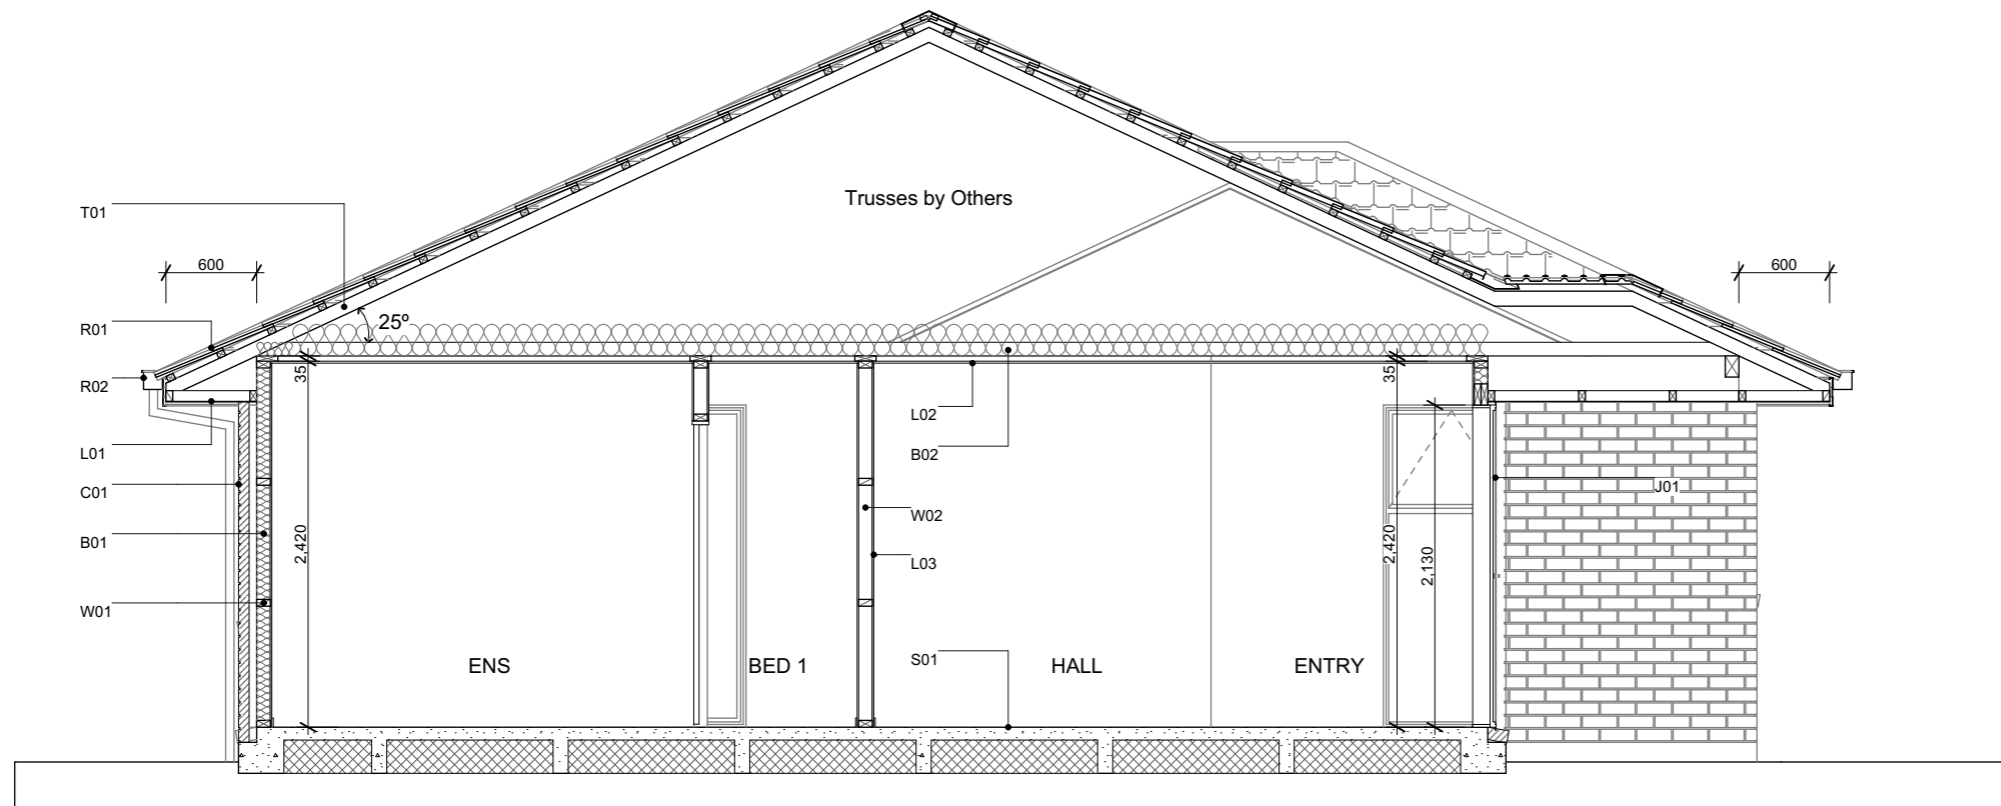 Trusses by Others
T01
600
600
R01
25º
R02
35
35
L01
L02
B02
C01
J01
W02
B01
2,420
2,420
2,130
L03
W01
ENS
BED 1
S01
HALL
ENTRY